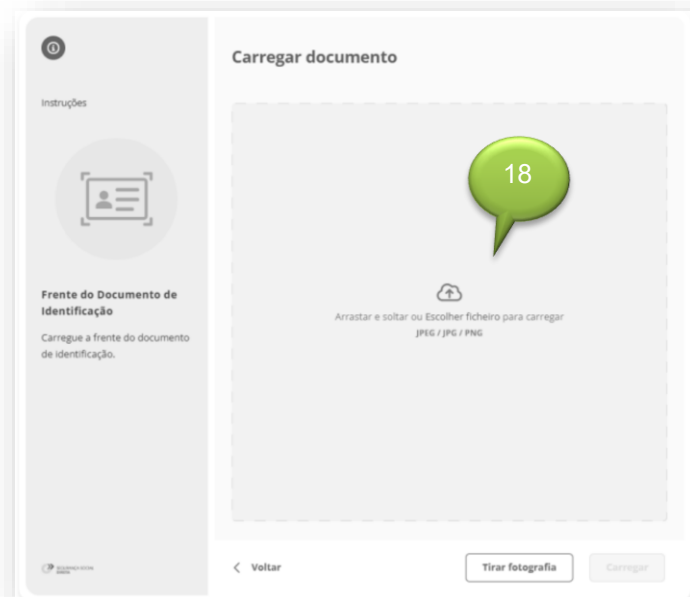 Carregar documento
Instruções
18
Arrastar e soltar ou Escolher ficheiro para carregar
JPEG / JPG / PNG
Frente do Documento de
Identificação
Carregue a frente do documento
de identificação.
Voltar
Tirar fotografia
Carregar